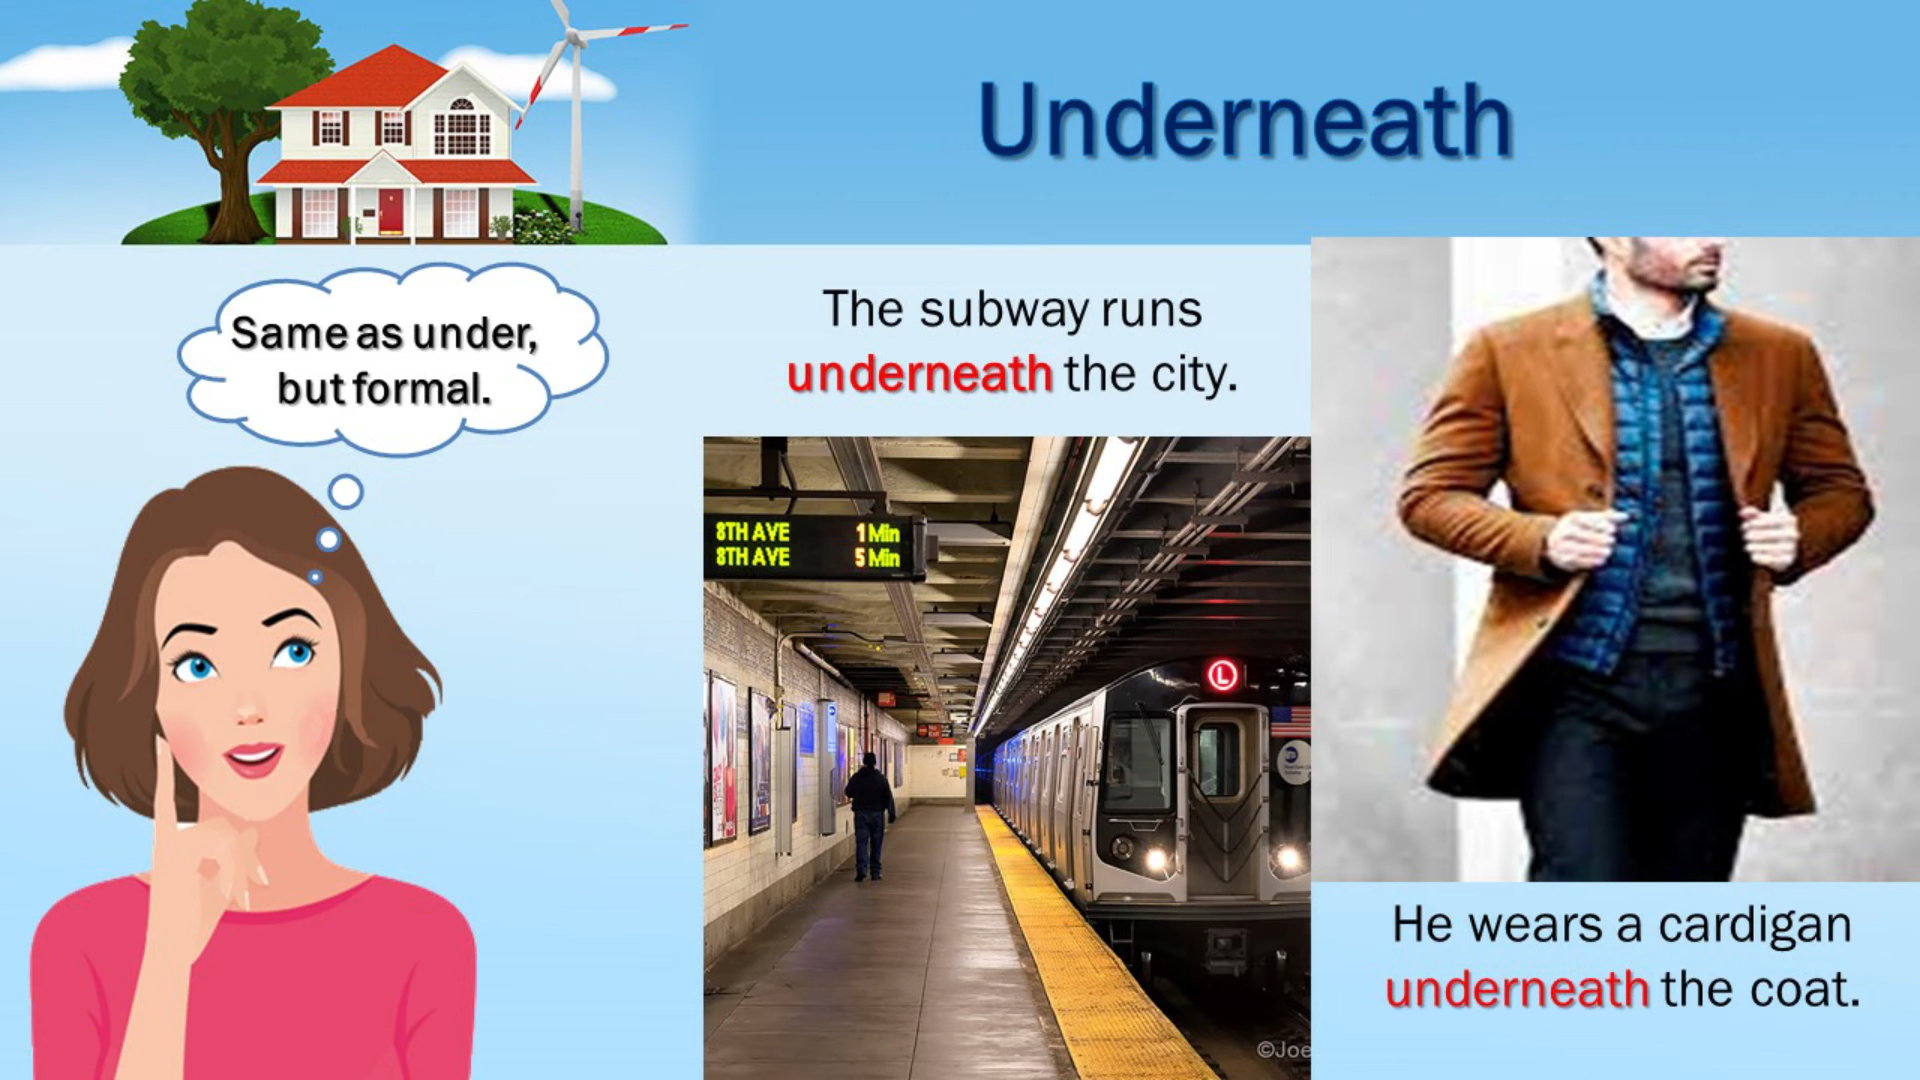 Underneath
Same as under,
but formal.
The subway runs
underneath the city.
8TH AVE 1 Min
8TH AVE 5 Min
L
©Joe
He wears a cardigan
underneath the coat.